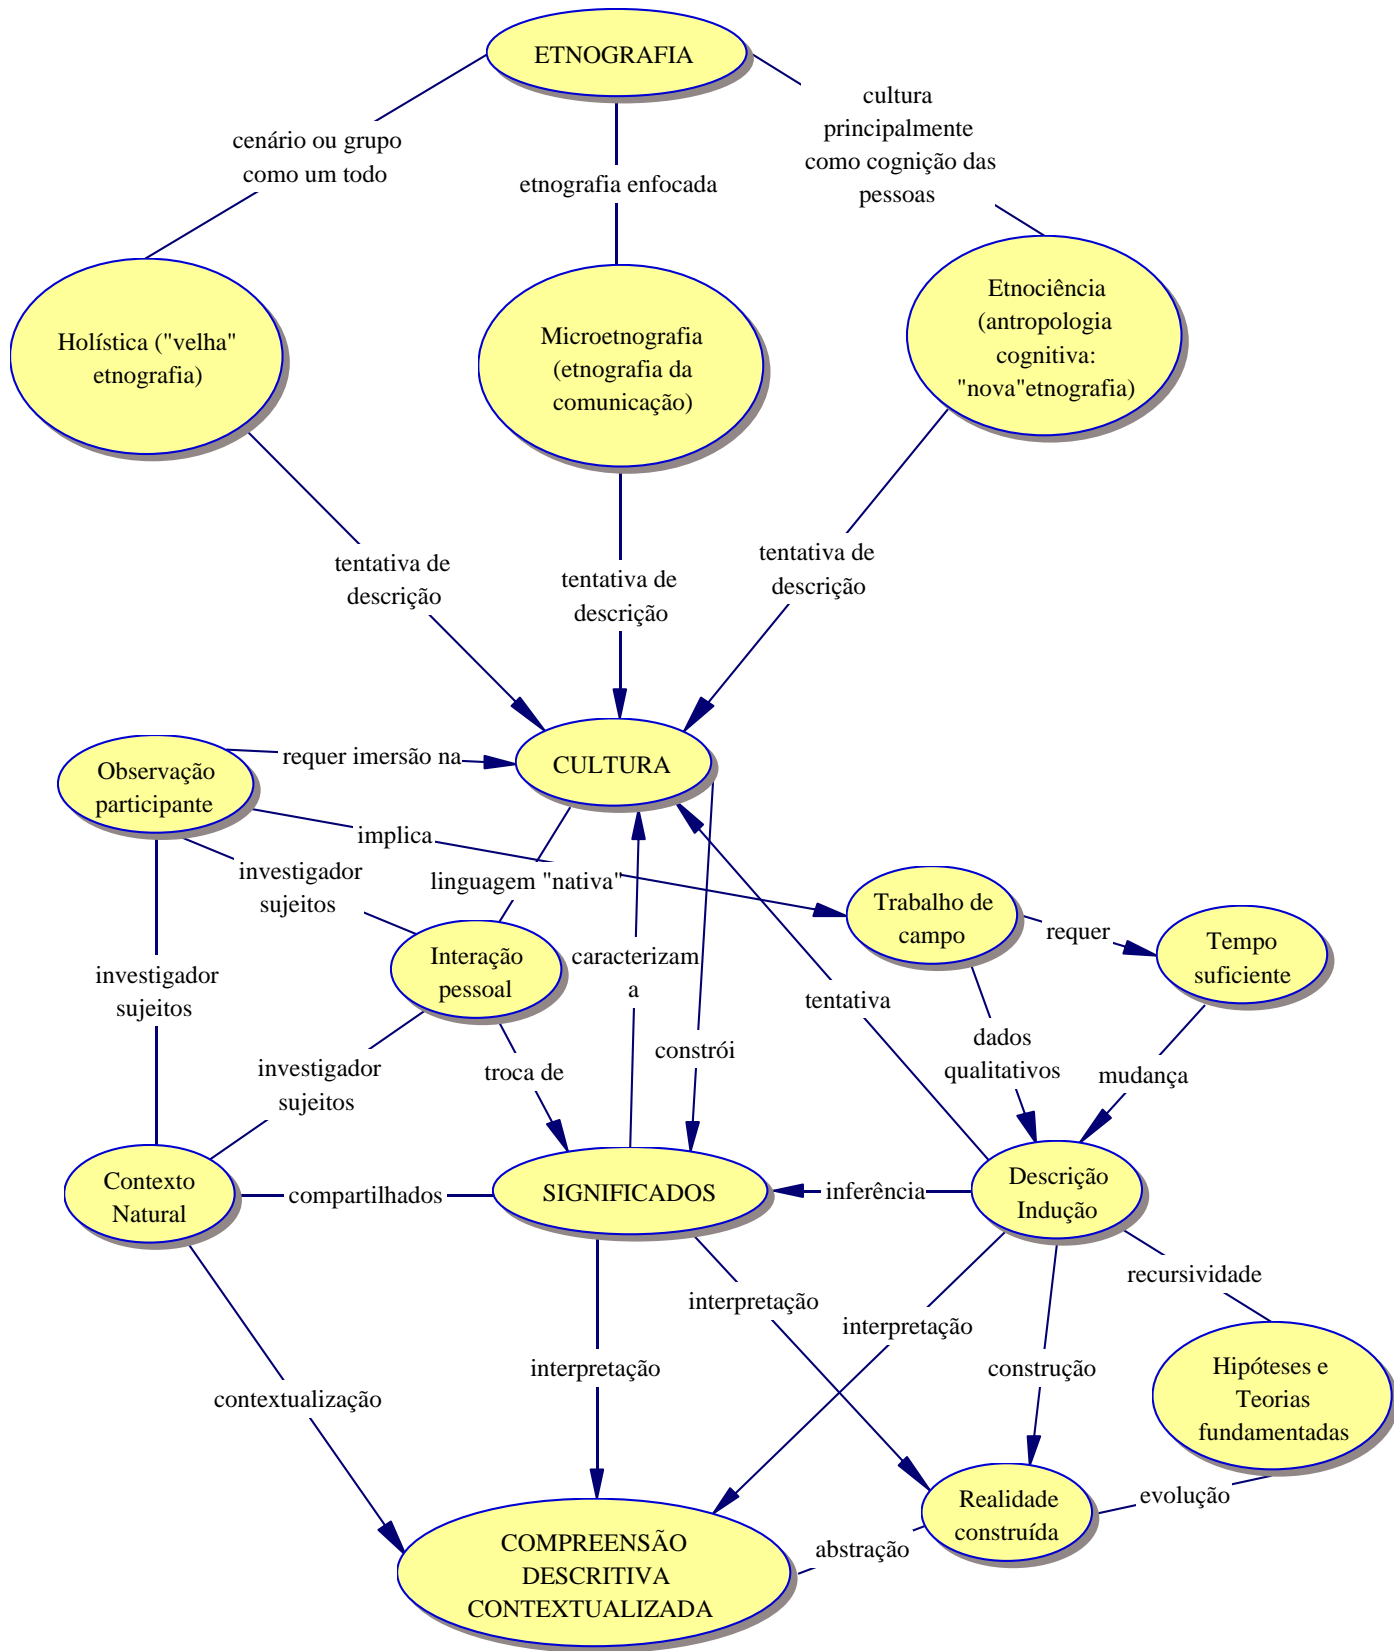 ETNOGRAFIA
cultura
principalmente
como cognição das
pessoas
cenário ou grupo
como um todo
etnografia enfocada
Holística ("velha"
etnografia)
Microetnografia
(etnografia da
comunicação)
Etnociência
(antropologia
cognitiva:
"nova"etnografia)
tentativa de
descrição
tentativa de
descrição
tentativa de
descrição
Observação
participante
requer imersão na
CULTURA
implica
investigador
sujeitos
linguagem "nativa"
Trabalho de
campo
requer
Tempo
suficiente
investigador
sujeitos
Interação
pessoal
caracterizam
a
tentativa
constrói
dados
qualitativos
mudança
investigador
sujeitos
troca de
Contexto
Natural
compartilhados
SIGNIFICADOS
inferência
Descrição
Indução
recursividade
interpretação
interpretação
interpretação
construção
contextualização
Hipóteses e
Teorias
fundamentadas
Realidade
construída
evolução
abstração
COMPREENSÃO
DESCRITIVA
CONTEXTUALIZADA